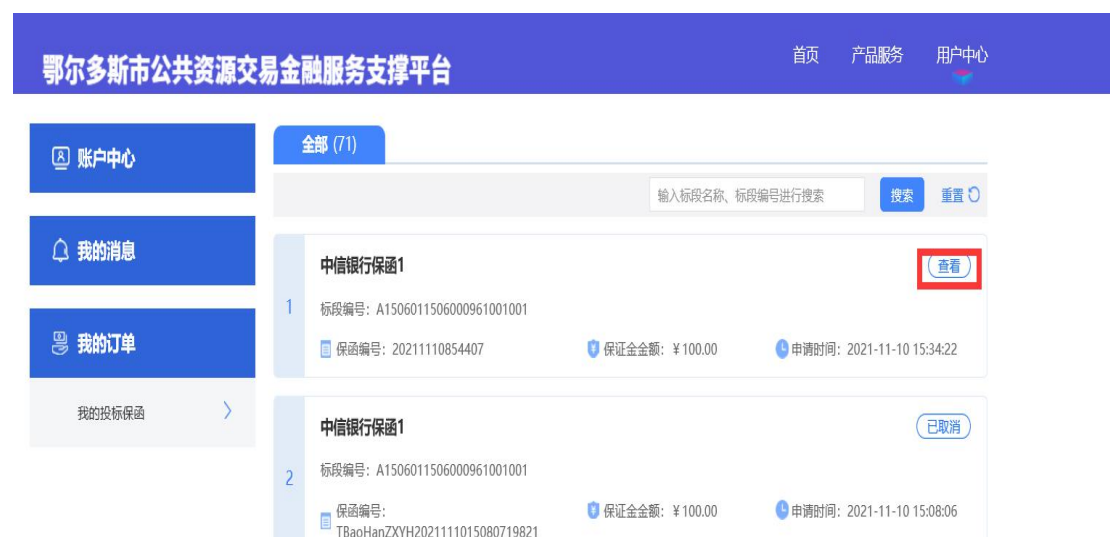 鄂尔多斯市公共资源交易金融服务支撑平台
首页 产品服务 用户中心
账户中心
我的消息
我的订单
我的投标保函
全部 (71)
输入标段名称、标段编号进行搜索 搜索 重置
1
中信银行保函1 查看
标段编号：A1506011506000961001001
保函编号：20211110854407 保证金金额：¥100.00 申请时间：2021-11-10 15:34:22
2
中信银行保函1 已取消
标段编号：A1506011506000961001001
保函编号： 保证金金额：¥100.00 申请时间：2021-11-10 15:08:06
TBaoHanZXYH2021111015080719821